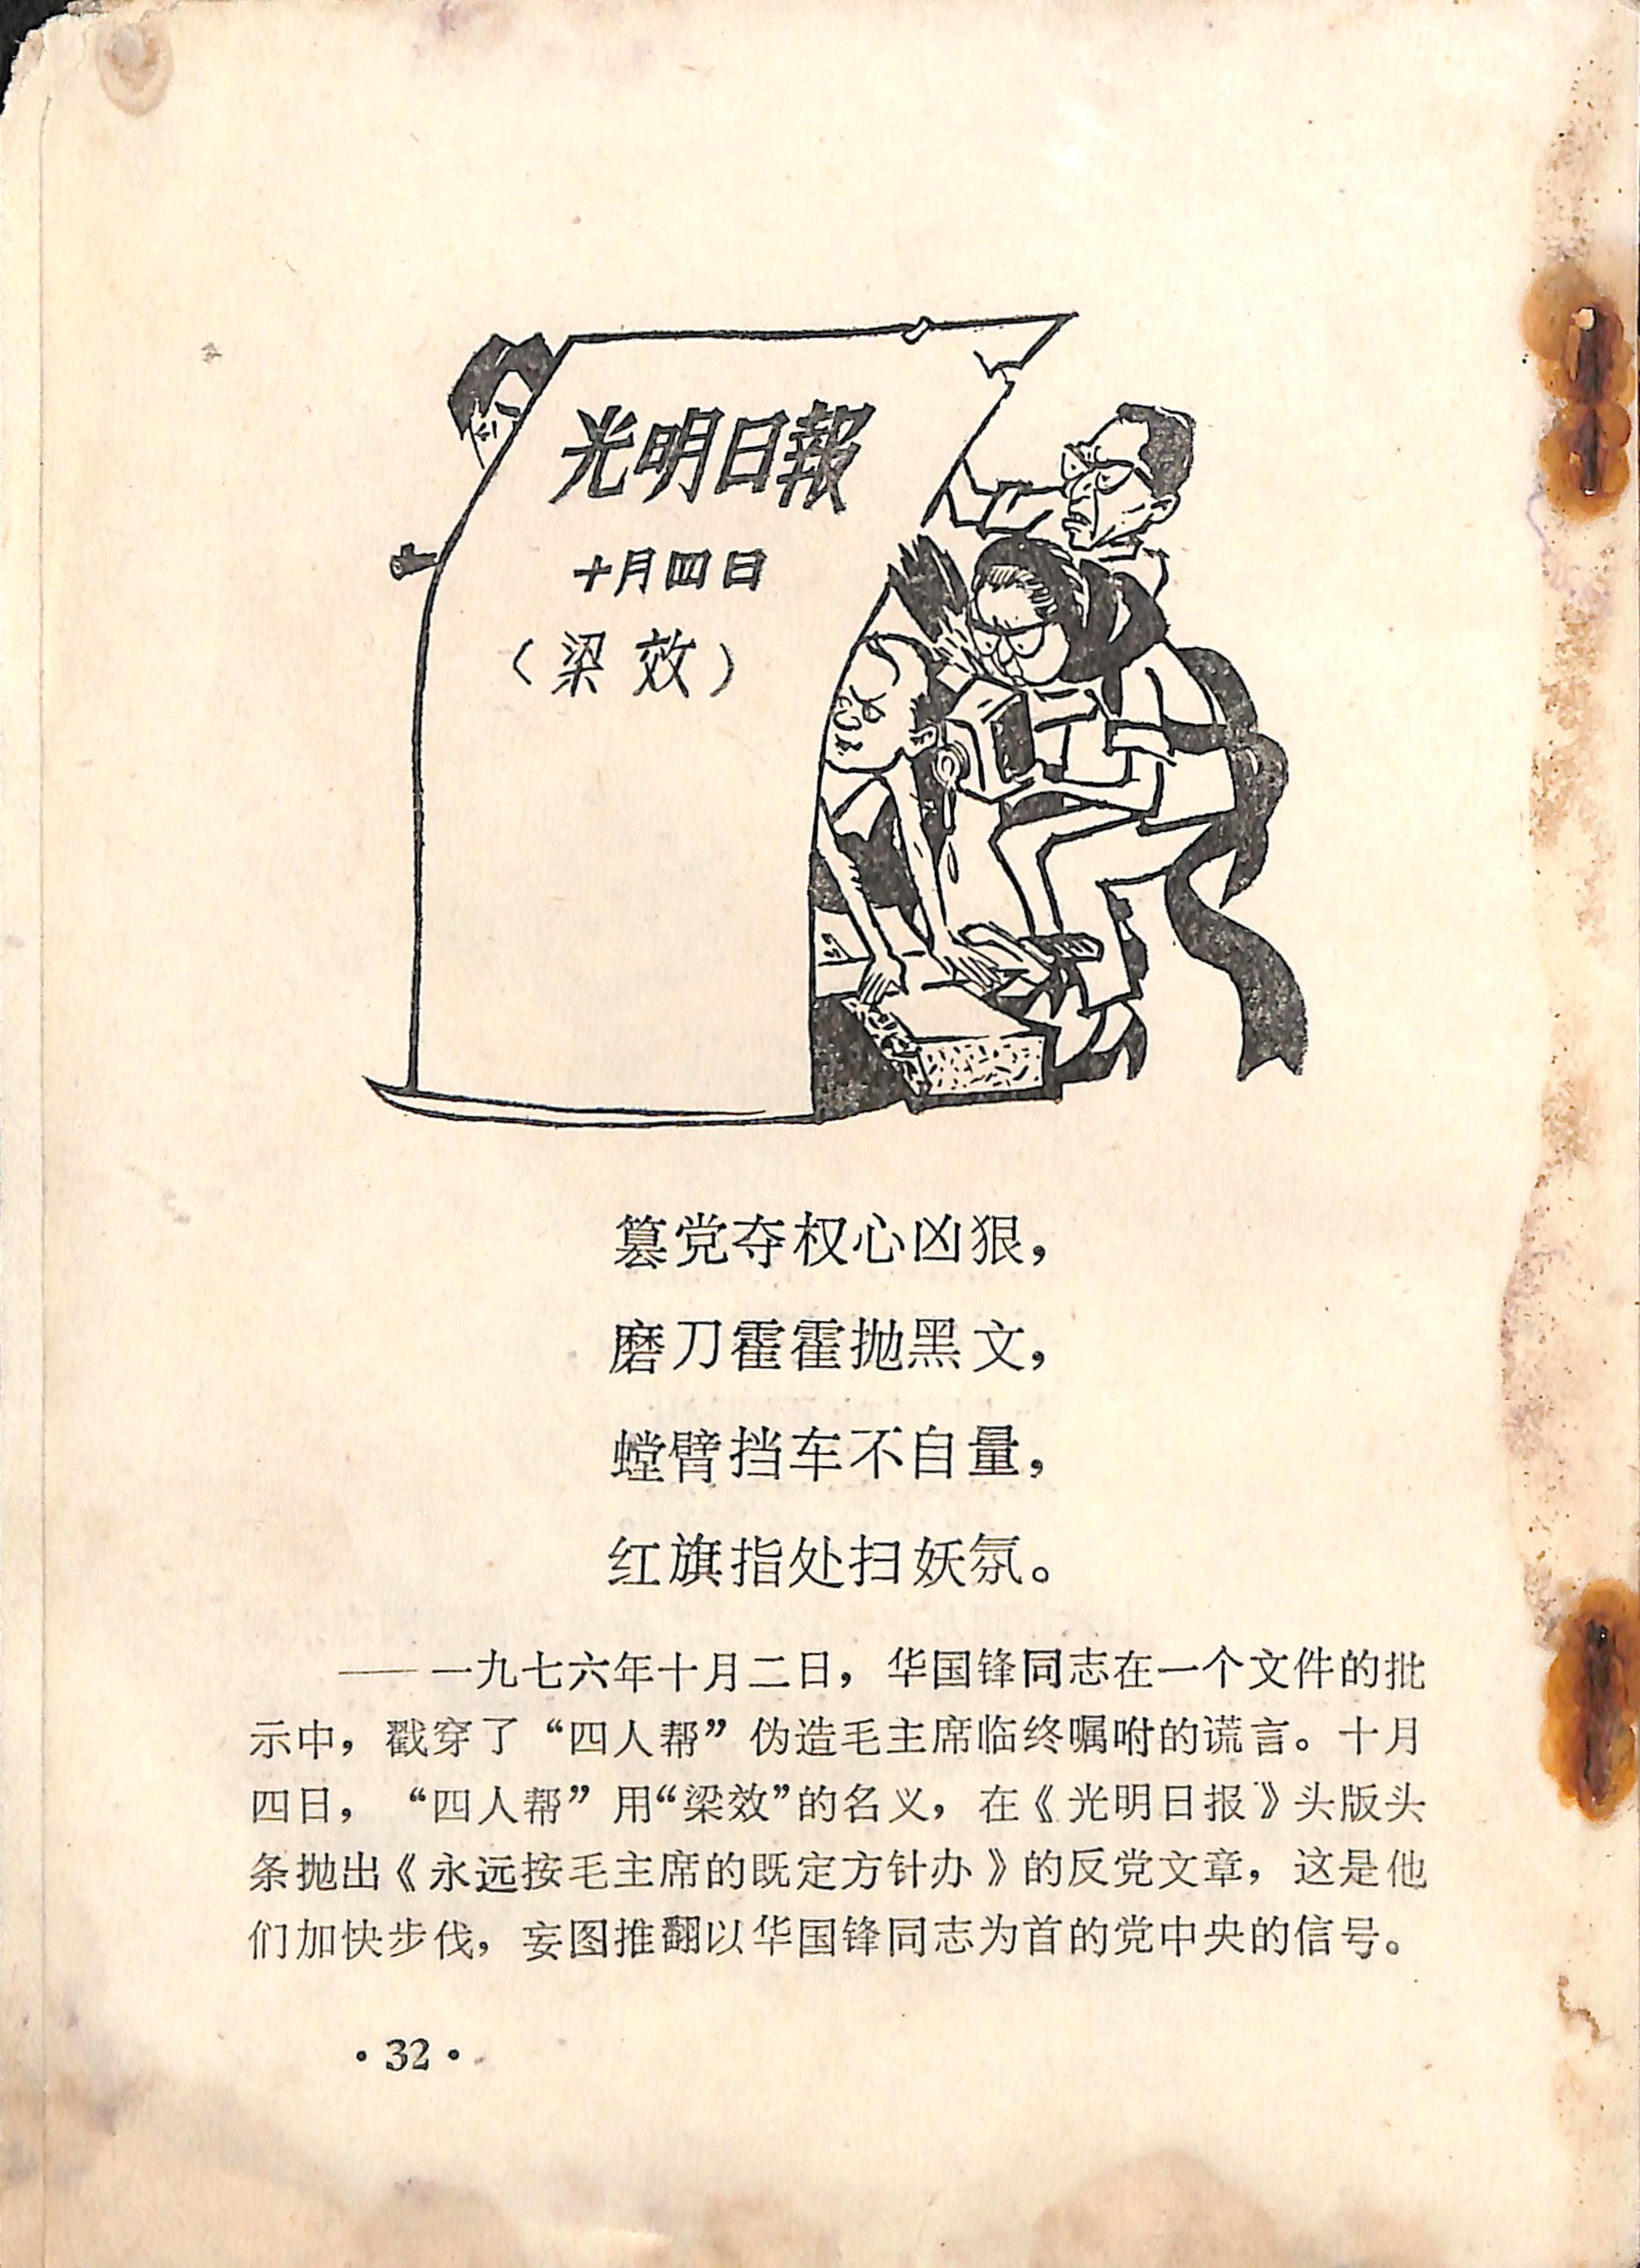 光明日報
十月四日
（梁效）
篡党夺权心凶狠，
磨刀霍霍抛黑文，
螳臂挡车不自量，
红旗指处扫妖氛。
——一九七六年十月二日，华国锋同志在一个文件的批
示中，戳穿了“四人帮”伪造毛主席临终嘱咐的谎言。十月
四日，“四人帮”用“梁效”的名义，在《光明日报》头版头
条抛出《永远按毛主席的既定方针办》的反党文章，这是他
们加快步伐，妄图推翻以华国锋同志为首的党中央的信号。
·32·